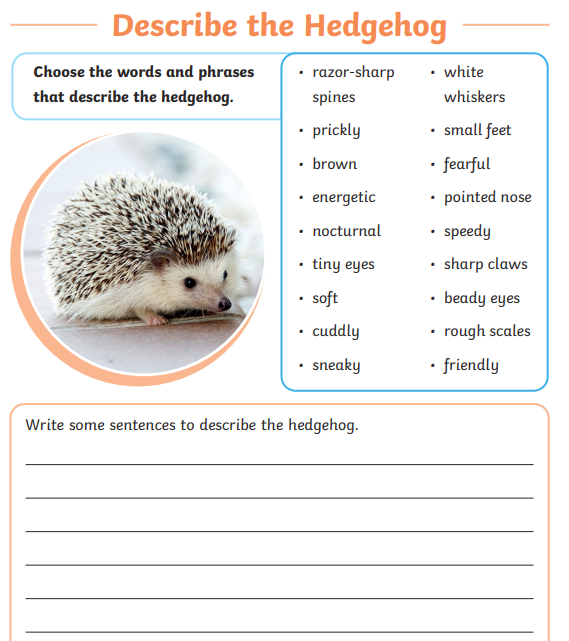 Describe the Hedgehog
Choose the words and phrases
that describe the hedgehog.
• razor-sharp
spines
• prickly
• brown
• energetic
• nocturnal
• tiny eyes
• soft
• cuddly
• sneaky
• white
whiskers
• small feet
• fearful
• pointed nose
• speedy
• sharp claws
• beady eyes
• rough scales
• friendly
Write some sentences to describe the hedgehog.